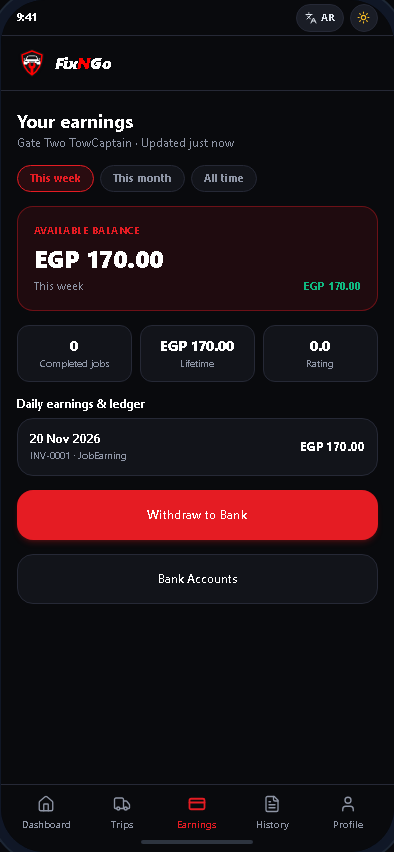 9:41
AR
FixNGo
Your earnings
Gate Two TowCaptain · Updated just now
This week This month All time
AVAILABLE BALANCE
EGP 170.00
This week EGP 170.00
0 EGP 170.00 0.0
Completed jobs Lifetime Rating
Daily earnings & ledger
20 Nov 2026
INV-0001 · JobEarning
EGP 170.00
Withdraw to Bank
Bank Accounts
Dashboard Trips Earnings History Profile